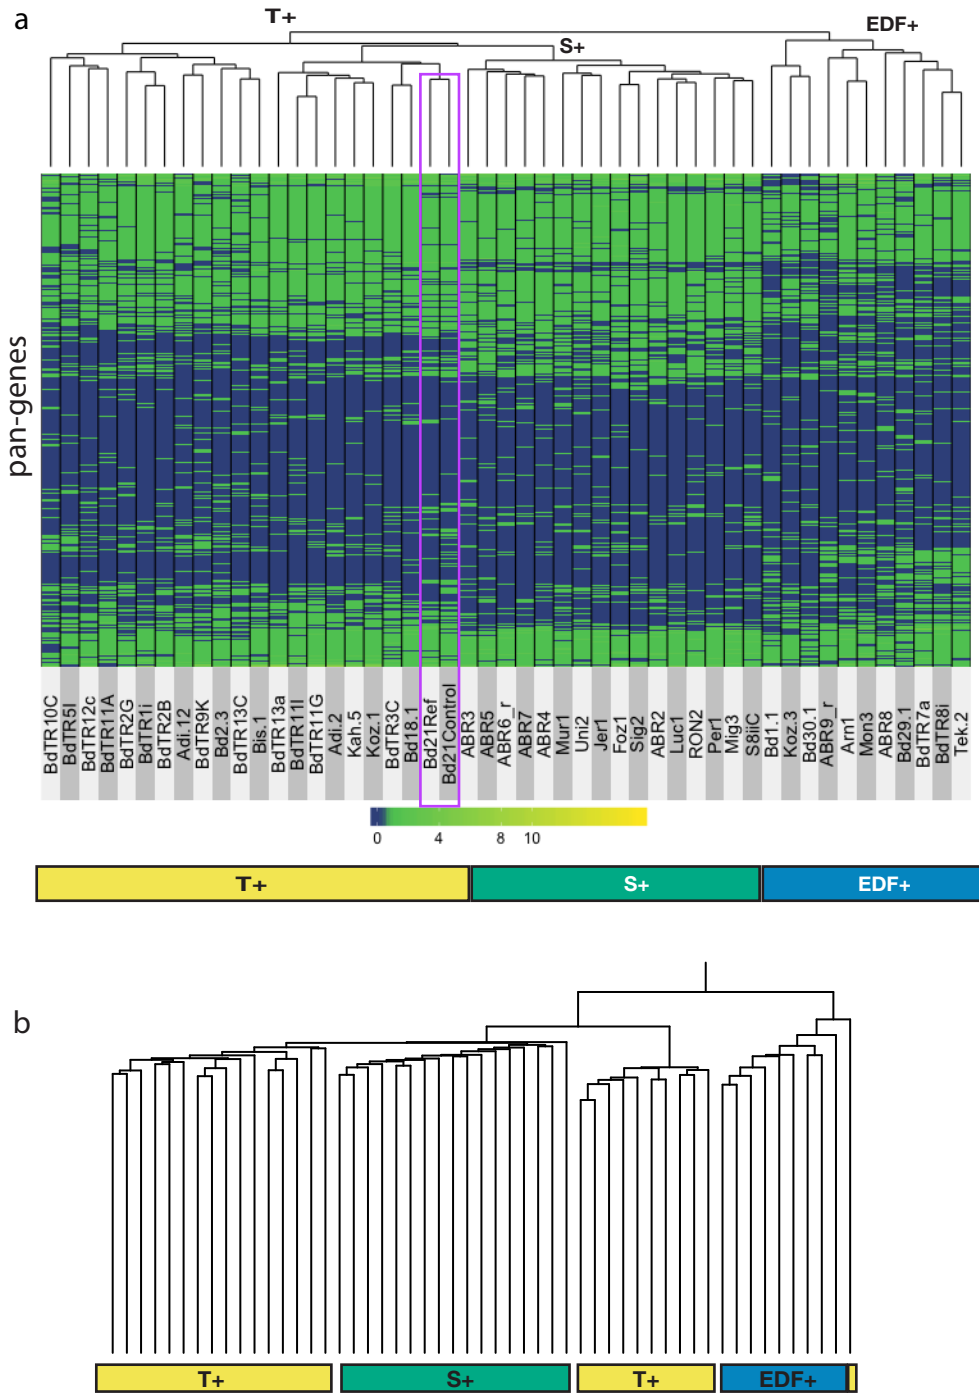 a
T+
S+
EDF+
pan-genes
BdTR10C
BdTR5I
BdTR12c
BdTR11A
BdTR2G
BdTR1i
BdTR2B
Adi.12
BdTR9K
Bd2.3
BdTR13C
Bis.1
BdTR13a
BdTR11I
BdTR11G
Adi.2
Kah.5
Koz.1
BdTR3C
Bd18.1
Bd21Ref
Bd21Control
ABR3
ABR5
ABR6_r
ABR7
ABR4
Mur1
Uni2
Jer1
Foz1
Sig2
ABR2
Luc1
RON2
Per1
Mig3
S8iiC
Bd1.1
Koz.3
Bd30.1
ABR9_r
Arn1
Mon3
ABR8
Bd29.1
BdTR7a
BdTR8i
Tek.2
0 4 8 10
T+ S+ EDF+
b
T+ S+ T+ EDF+